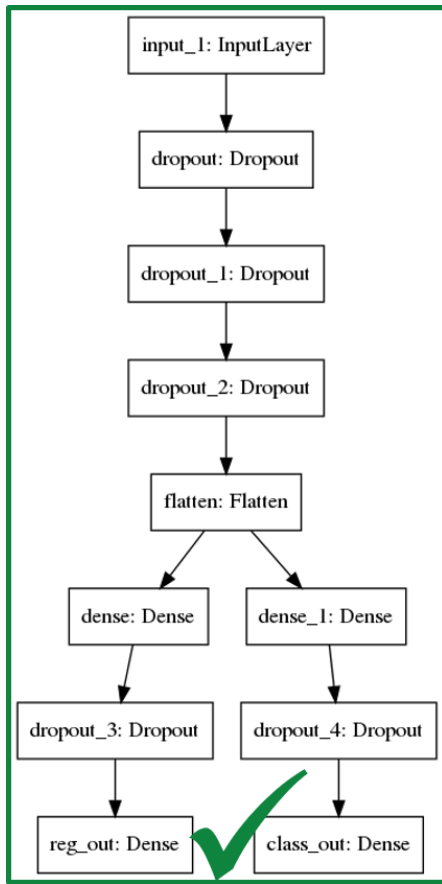 input_1: InputLayer
dropout: Dropout
dropout_1: Dropout
dropout_2: Dropout
flatten: Flatten
dense: Dense
dense_1: Dense
dropout_3: Dropout
dropout_4: Dropout
reg_out: Dense
class_out: Dense